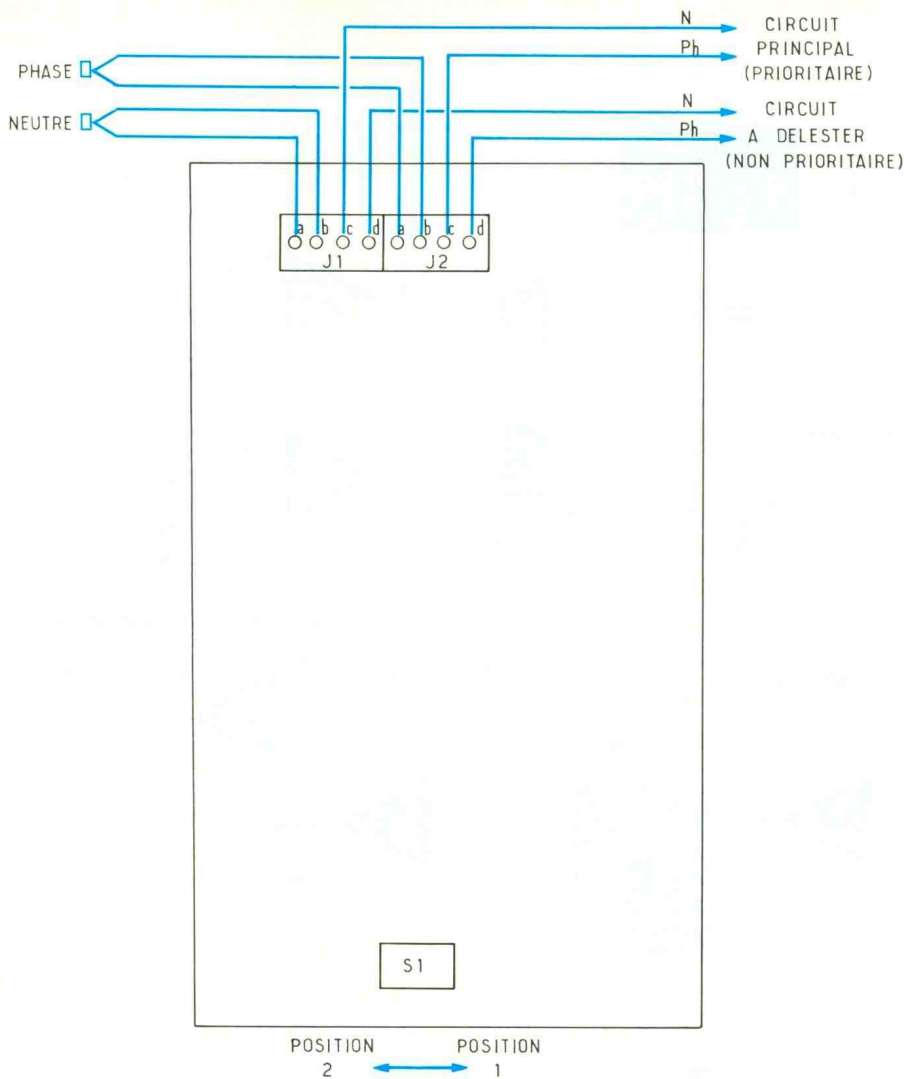 N CIRCUIT
PHASE Ph PRINCIPAL
(PRIORITAIRE)
NEUTRE N CIRCUIT
Ph A DELESTER
(NON PRIORITAIRE)
a b c d a b c d
J1 J2
S1
POSITION POSITION
2 1